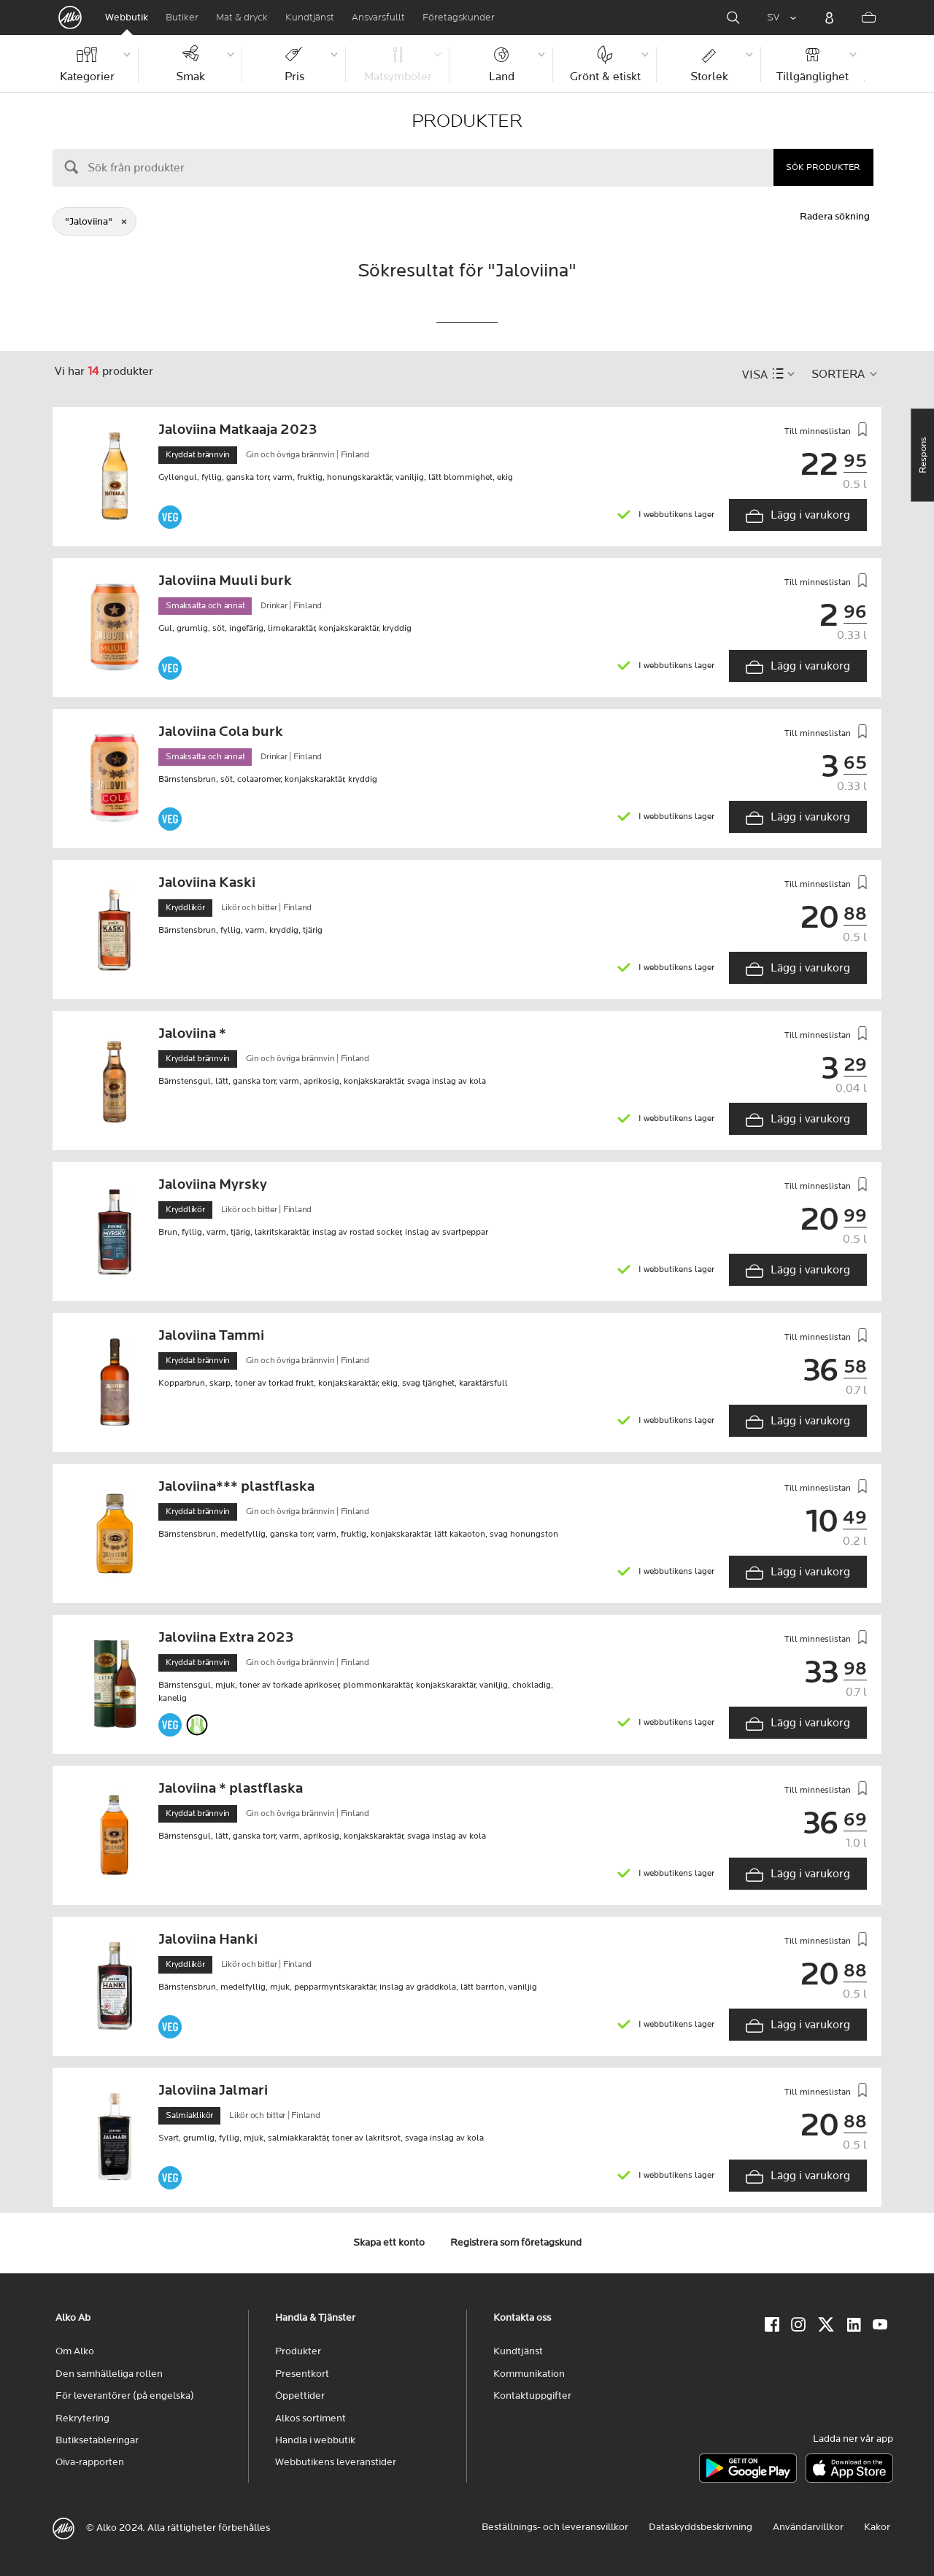 Alko Webbutik Butiker Mat & dryck Kundtjänst Ansvarsfullt Företagskunder SV
Kategorier Smak Pris Matsymboler Land Grönt & etiskt Storlek Tillgänglighet
PRODUKTER
Sök från produkter SÖK PRODUKTER
"Jaloviina" × Radera sökning
Sökresultat för "Jaloviina"
Vi har 14 produkter VISA SORTERA
Respons
Jaloviina Matkaaja 2023 Till minneslistan
Kryddat brännvin Gin och övriga brännvin | Finland 22 95
Gyllengul, fyllig, ganska torr, varm, fruktig, honungskaraktär, vaniljig, lätt blommighet, ekig 0.5 l
VEG I webbutikens lager Lägg i varukorg
Jaloviina Muuli burk Till minneslistan
Smaksatta och annat Drinkar | Finland 2 96
Gul, grumlig, söt, ingefärig, limekaraktär, konjakskaraktär, kryddig 0.33 l
VEG I webbutikens lager Lägg i varukorg
Jaloviina Cola burk Till minneslistan
Smaksatta och annat Drinkar | Finland 3 65
Bärnstensbrun, söt, colaaromer, konjakskaraktär, kryddig 0.33 l
VEG I webbutikens lager Lägg i varukorg
Jaloviina Kaski Till minneslistan
Kryddlikör Likör och bitter | Finland 20 88
Bärnstensbrun, fyllig, varm, kryddig, tjärig 0.5 l
I webbutikens lager Lägg i varukorg
Jaloviina * Till minneslistan
Kryddat brännvin Gin och övriga brännvin | Finland 3 29
Bärnstensgul, lätt, ganska torr, varm, aprikosig, konjakskaraktär, svaga inslag av kola 0.04 l
I webbutikens lager Lägg i varukorg
Jaloviina Myrsky Till minneslistan
Kryddlikör Likör och bitter | Finland 20 99
Brun, fyllig, varm, tjärig, lakritskaraktär, inslag av rostad socker, inslag av svartpeppar 0.5 l
I webbutikens lager Lägg i varukorg
Jaloviina Tammi Till minneslistan
Kryddat brännvin Gin och övriga brännvin | Finland 36 58
Kopparbrun, skarp, toner av torkad frukt, konjakskaraktär, ekig, svag tjärighet, karaktärsfull 0.7 l
I webbutikens lager Lägg i varukorg
Jaloviina*** plastflaska Till minneslistan
Kryddat brännvin Gin och övriga brännvin | Finland 10 49
Bärnstensbrun, medelfyllig, ganska torr, varm, fruktig, konjakskaraktär, lätt kakaoton, svag honungston 0.2 l
I webbutikens lager Lägg i varukorg
Jaloviina Extra 2023 Till minneslistan
Kryddat brännvin Gin och övriga brännvin | Finland 33 98
Bärnstensgul, mjuk, toner av torkade aprikoser, plommonkaraktär, konjakskaraktär, vaniljig, chokladig, 0.7 l
kanelig
VEG I webbutikens lager Lägg i varukorg
Jaloviina * plastflaska Till minneslistan
Kryddat brännvin Gin och övriga brännvin | Finland 36 69
Bärnstensgul, lätt, ganska torr, varm, aprikosig, konjakskaraktär, svaga inslag av kola 1.0 l
I webbutikens lager Lägg i varukorg
Jaloviina Hanki Till minneslistan
Kryddlikör Likör och bitter | Finland 20 88
Bärnstensbrun, medelfyllig, mjuk, pepparmyntskaraktär, inslag av gräddkola, lätt barrton, vaniljig 0.5 l
VEG I webbutikens lager Lägg i varukorg
Jaloviina Jalmari Till minneslistan
Salmiaklikör Likör och bitter | Finland 20 88
Svart, grumlig, fyllig, mjuk, salmiakkaraktär, toner av lakritsrot, svaga inslag av kola 0.5 l
VEG I webbutikens lager Lägg i varukorg
Skapa ett konto Registrera som företagskund
Alko Ab Handla & Tjänster Kontakta oss
Om Alko Produkter Kundtjänst
Den samhälleliga rollen Presentkort Kommunikation
För leverantörer (på engelska) Öppettider Kontaktuppgifter
Rekrytering Alkos sortiment
Butiksetableringar Handla i webbutik Ladda ner vår app
Oiva-rapporten Webbutikens leveranstider GET IT ON Google Play Download on the App Store
Alko © Alko 2024. Alla rättigheter förbehålles Beställnings- och leveransvillkor Dataskyddsbeskrivning Användarvillkor Kakor